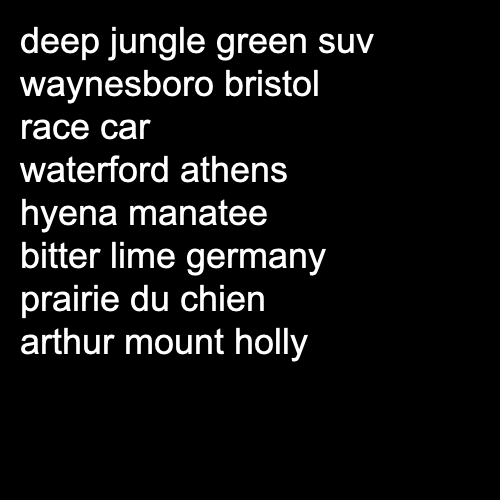 deep jungle green suv
waynesboro bristol
race car
waterford athens
hyena manatee
bitter lime germany
prairie du chien
arthur mount holly